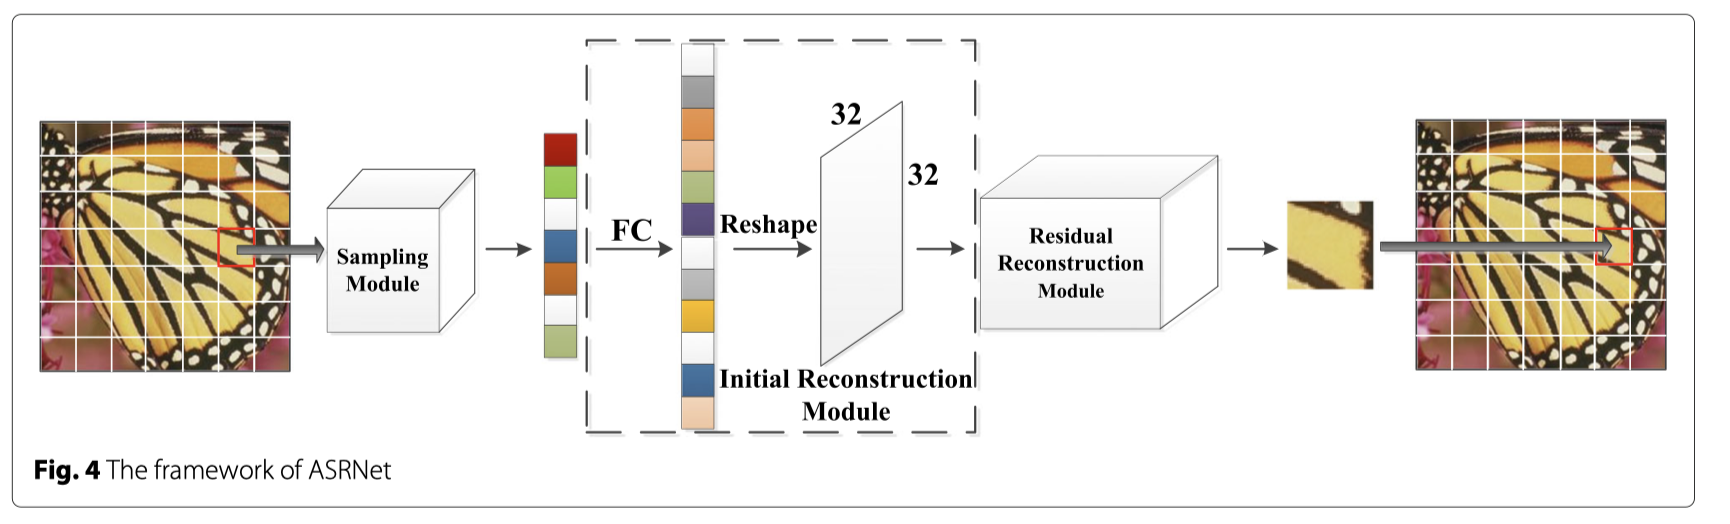 Sampling
Module
FC
Reshape
32
32
Initial Reconstruction
Module
Residual
Reconstruction
Module
Fig. 4 The framework of ASRNet